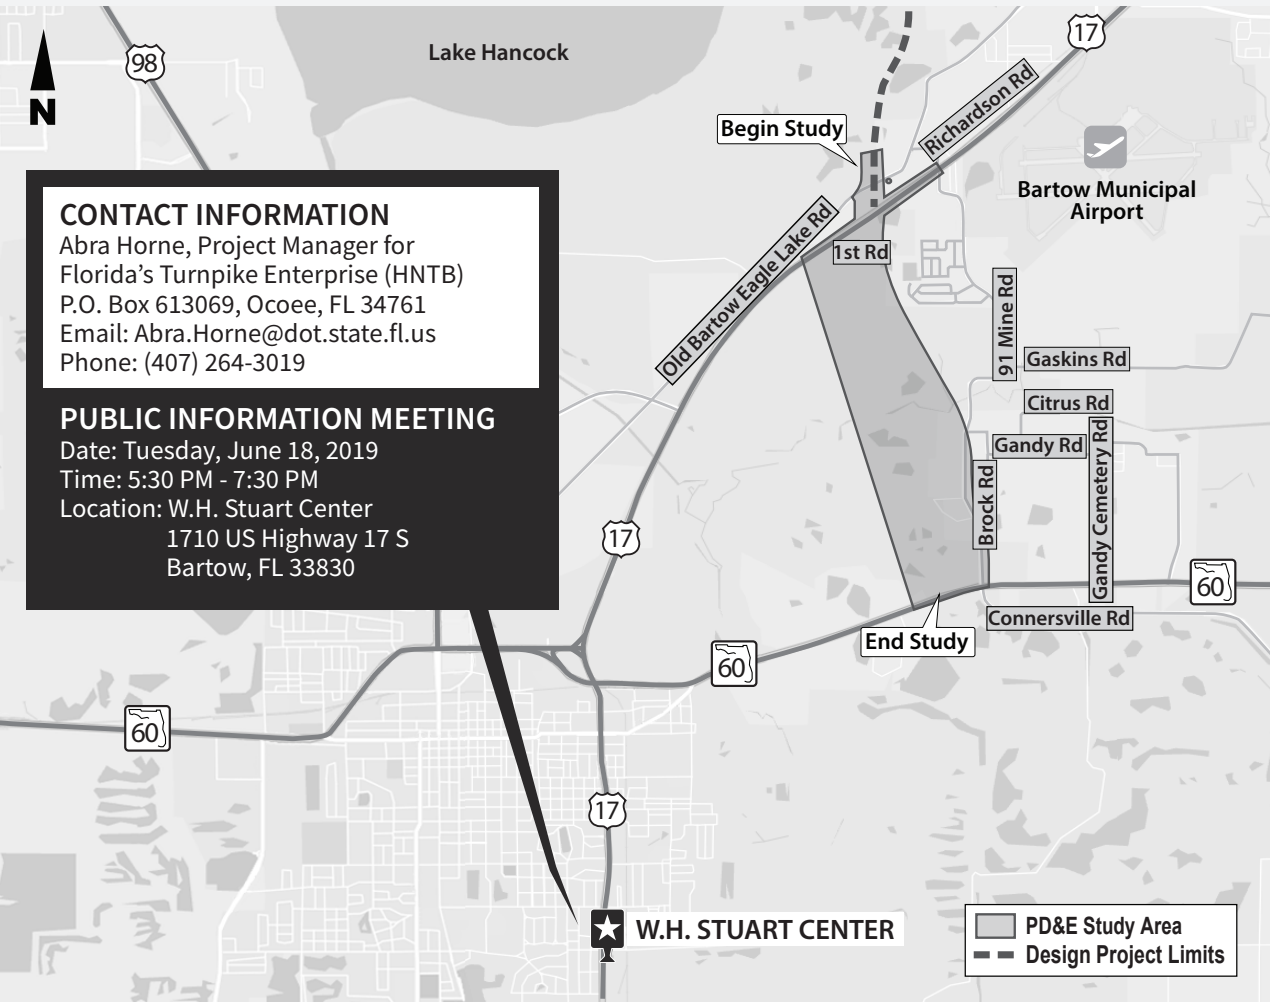 98
Lake Hancock
17
N
Begin Study
Richardson Rd
Bartow Municipal
Airport
CONTACT INFORMATION
Abra Horne, Project Manager for
Florida’s Turnpike Enterprise (HNTB)
P.O. Box 613069, Ocoee, FL 34761
Email: Abra.Horne@dot.state.fl.us
Phone: (407) 264-3019
PUBLIC INFORMATION MEETING
Date: Tuesday, June 18, 2019
Time: 5:30 PM - 7:30 PM
Location: W.H. Stuart Center
1710 US Highway 17 S
Bartow, FL 33830
Old Bartow Eagle Lake Rd
1st Rd
91 Mine Rd
Gaskins Rd
Citrus Rd
Gandy Rd
Gandy Cemetery Rd
Brock Rd
17
60
Connersville Rd
End Study
60
60
17
W.H. STUART CENTER
PD&E Study Area
Design Project Limits